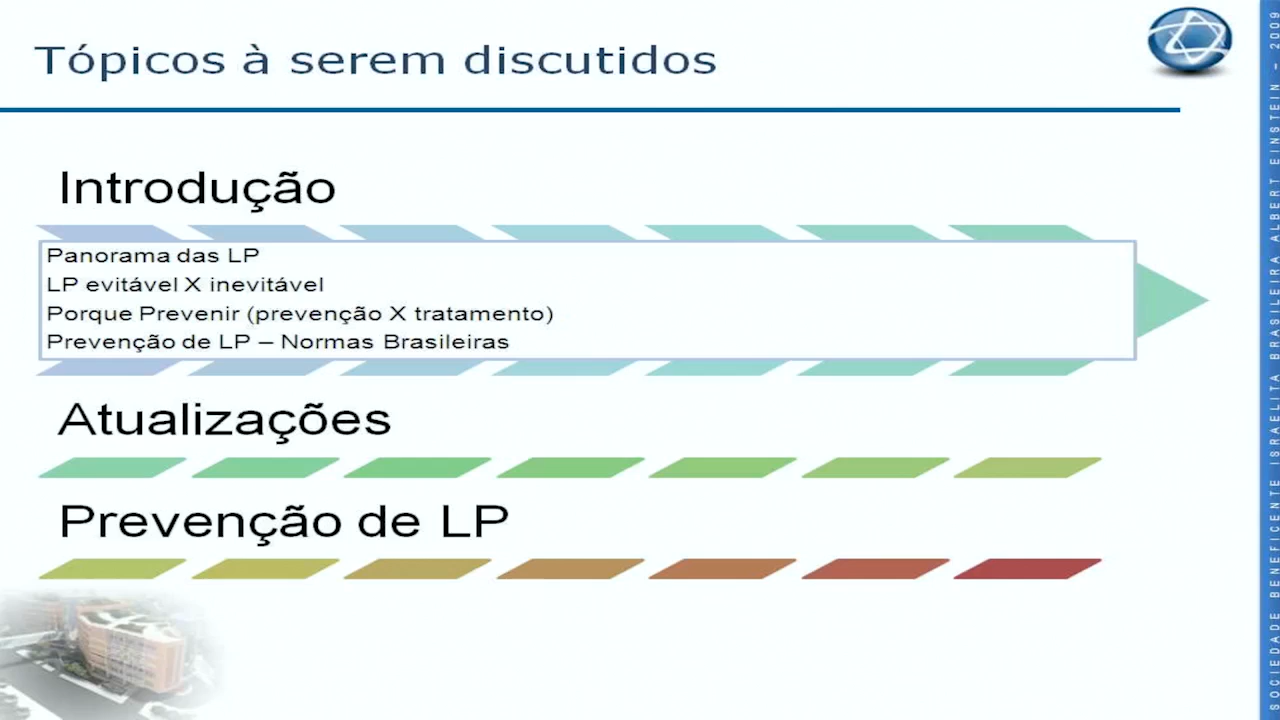 Tópicos à serem discutidos
Introdução
Panorama das LP
LP evitável X inevitável
Porque Prevenir (prevenção X tratamento)
Prevenção de LP – Normas Brasileiras
Atualizações
Prevenção de LP
SOCIEDADE BENEFICENTE ISRAELITA BRASILEIRA ALBERT EINSTEIN - 2009